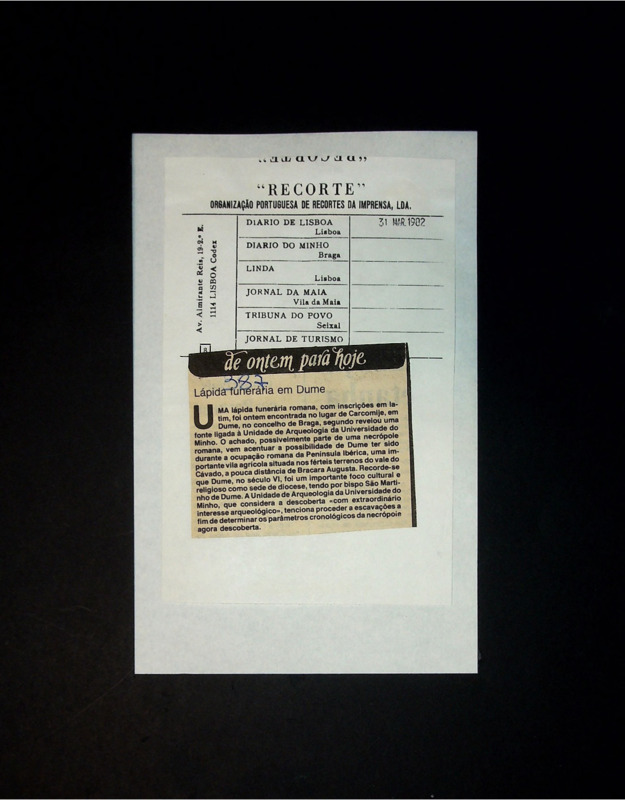 "RECORTE"
"RECORTE"
ORGANIZAÇÃO PORTUGUESA DE RECORTES DA IMPRENSA, LDA.
Av. Almirante Reis, 19-2.º E.
1114 LISBOA Codex
DIÁRIO DE LISBOA
Lisboa
31 MAR. 1982
DIARIO DO MINHO
Braga
LINDA
Lisboa
JORNAL DA MAIA
Vila da Maia
TRIBUNA DO POVO
Seixal
JORNAL DE TURISMO
8
de ontem para hoje
387
Lápida funerária em Dume
UMA lápida funerária romana, com inscrições em la-
tim, foi ontem encontrada no lugar de Carcomije, em
Dume, no concelho de Braga, segundo revelou uma
fonte ligada à Unidade de Arqueologia da Universidade do
Minho. O achado, possivelmente parte de uma necrópole
romana, vem acentuar a possibilidade de Dume ter sido
durante a ocupação romana da Península Ibérica, uma im-
portante vila agrícola situada nos férteis terrenos do vale do
Cávado, a pouca distância de Bracara Augusta. Recorde-se
que Dume, no século VI, foi um importante foco cultural e
religioso como sede de diocese, tendo por bispo São Marti-
nho de Dume. A Unidade de Arqueologia da Universidade do
Minho, que considera a descoberta «com extraordinário
interesse arqueológico», tenciona proceder a escavações a
fim de determinar os parâmetros cronológicos da necrópole
agora descoberta.